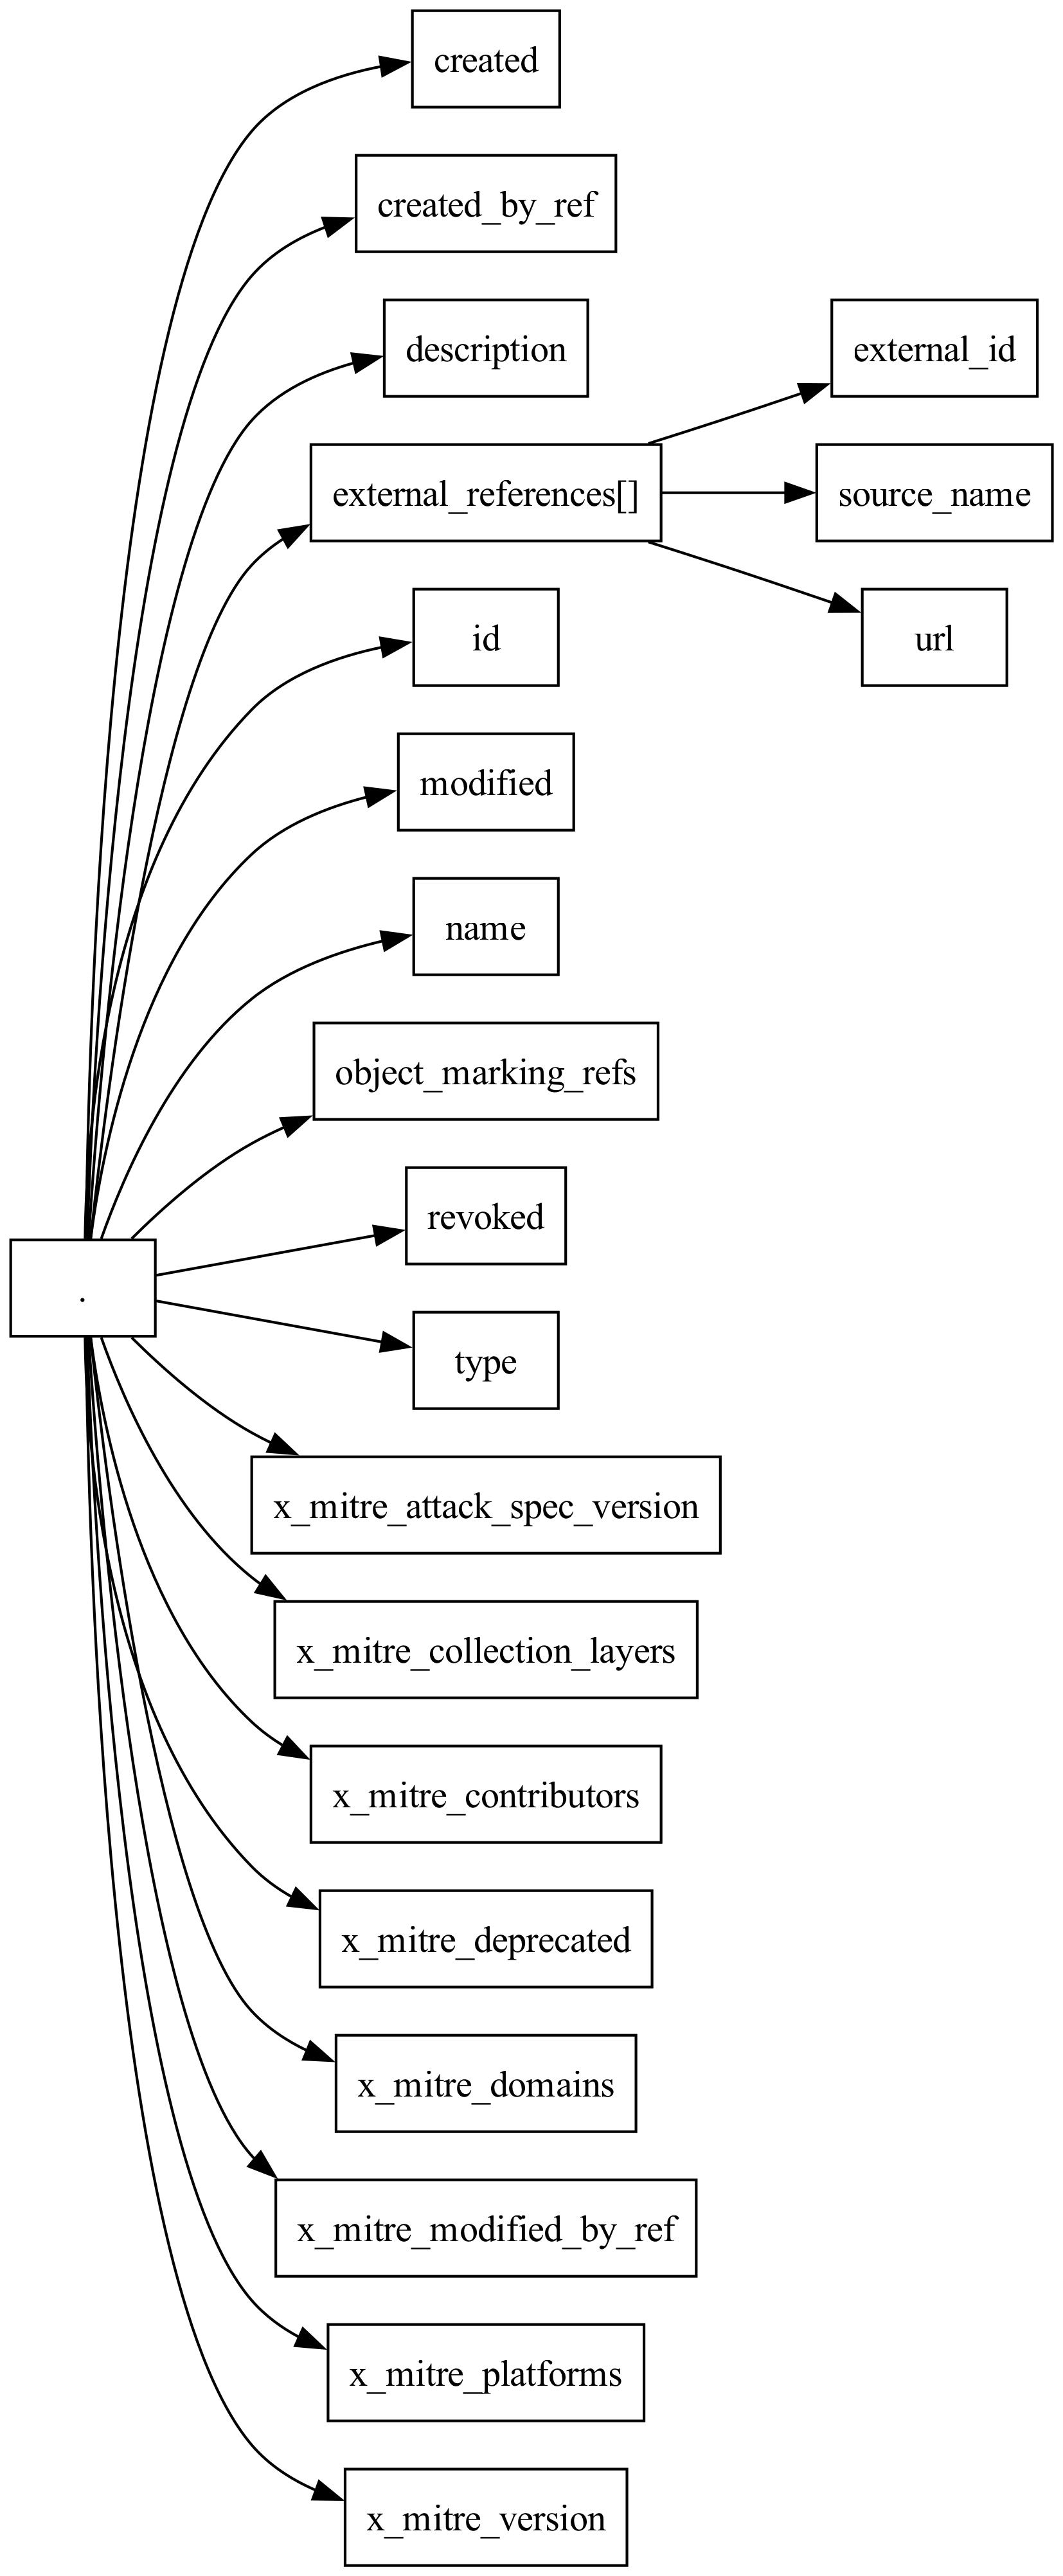 created
created_by_ref
description
external_id
external_references[]
source_name
id
url
modified
name
object_marking_refs
revoked
.
type
x_mitre_attack_spec_version
x_mitre_collection_layers
x_mitre_contributors
x_mitre_deprecated
x_mitre_domains
x_mitre_modified_by_ref
x_mitre_platforms
x_mitre_version